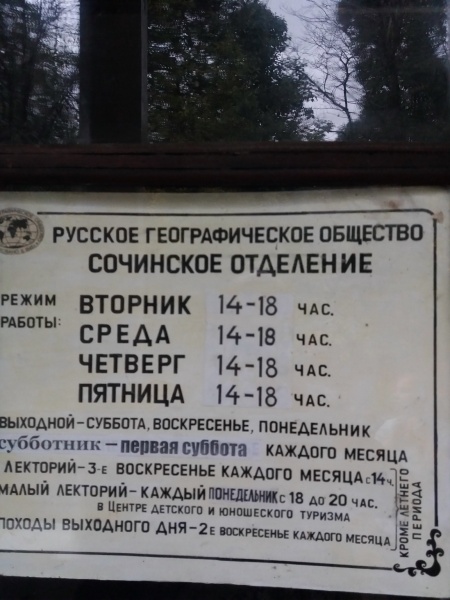 РУССКОЕ ГЕОГРАФИЧЕСКОЕ ОБЩЕСТВО
СОЧИНСКОЕ ОТДЕЛЕНИЕ
РЕЖИМ РАБОТЫ:
ВТОРНИК 14-18 ЧАС.
СРЕДА 14-18 ЧАС.
ЧЕТВЕРГ 14-18 ЧАС.
ПЯТНИЦА 14-18 ЧАС.
ВЫХОДНОЙ-СУББОТА, ВОСКРЕСЕНЬЕ, ПОНЕДЕЛЬНИК
субботник – первая суббота КАЖДОГО МЕСЯЦА
ЛЕКТОРИЙ-3-Е ВОСКРЕСЕНЬЕ КАЖДОГО МЕСЯЦА С 14 Ч.
МАЛЫЙ ЛЕКТОРИЙ-КАЖДЫЙ ПОНЕДЕЛЬНИК С 18 ДО 20 ЧАС.
В ЦЕНТРЕ ДЕТСКОГО И ЮНОШЕСКОГО ТУРИЗМА
ПОХОДЫ ВЫХОДНОГО ДНЯ-2Е ВОСКРЕСЕНЬЕ КАЖДОГО МЕСЯЦА
КРОМЕ ЛЕТНЕГО ПЕРИОДА